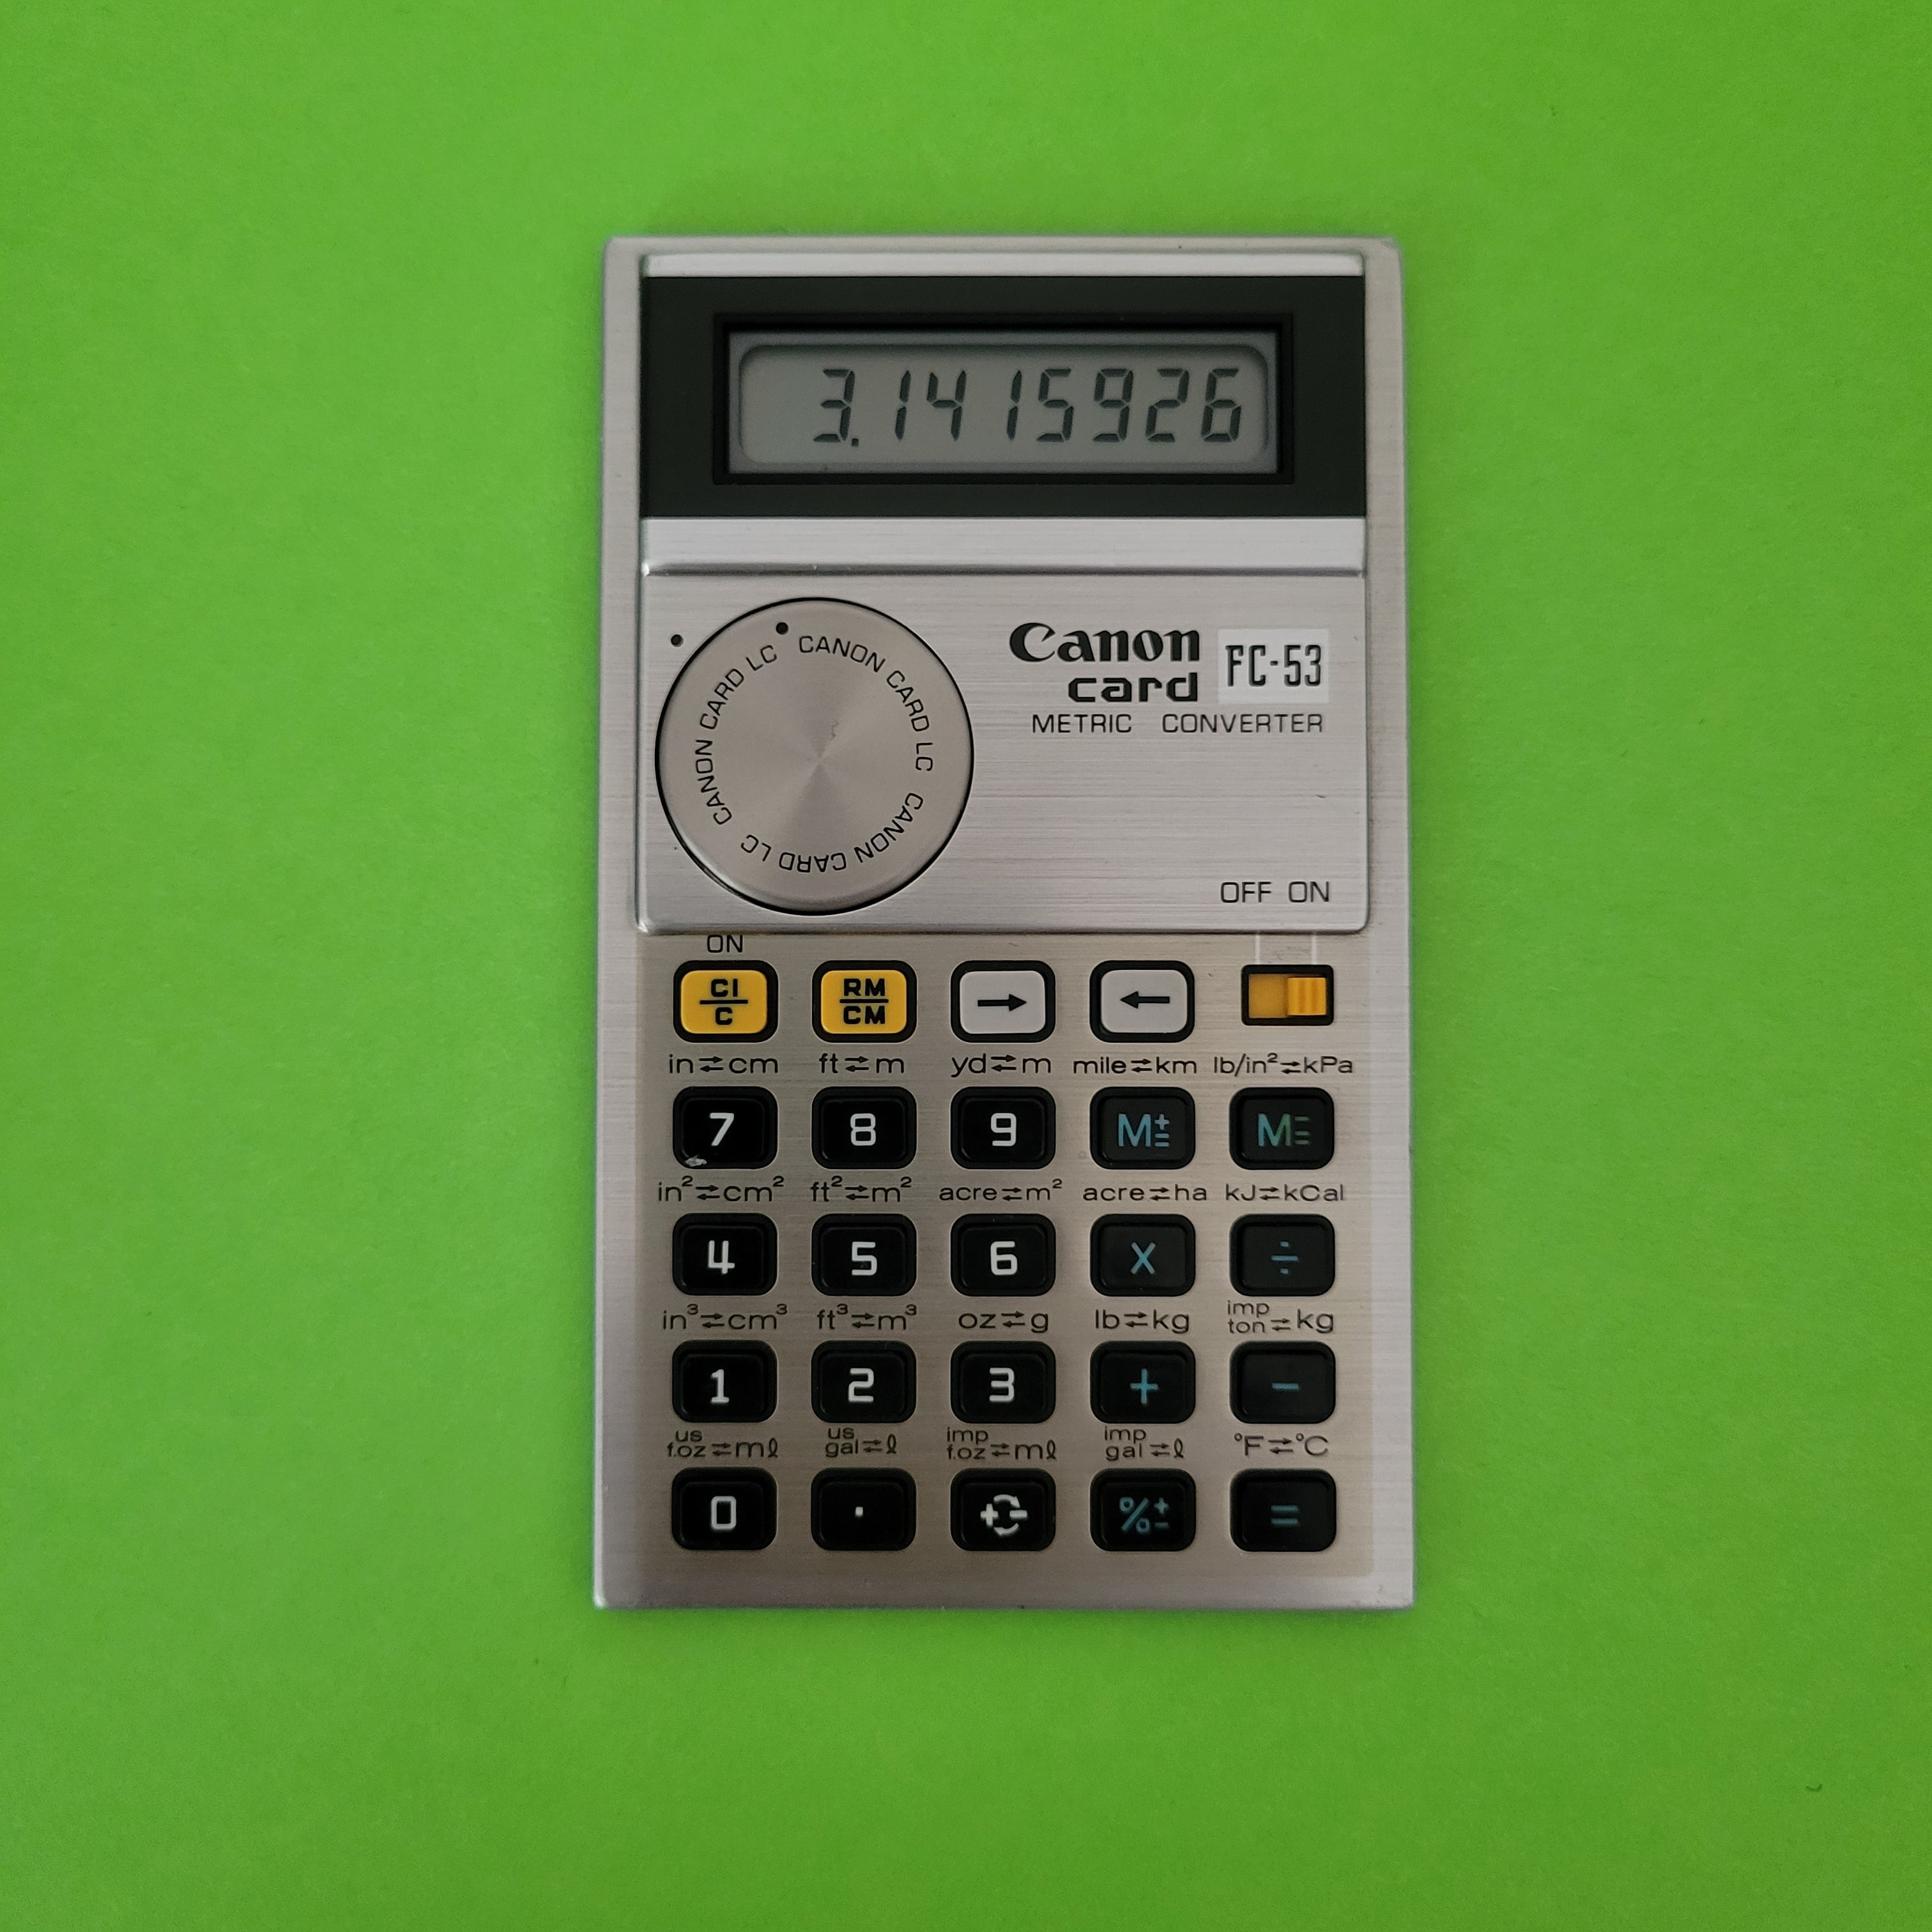 3.1415926
Canon FC-53
card
METRIC CONVERTER
CANON CARD LC CANON CARD LC CANON CARD LC CANON CARD LC
OFF ON
ON
CI/C RM/CM → ←
in⇄cm ft⇄m yd⇄m mile⇄km lb/in²⇄kPa
7 8 9 M± M=
in²⇄cm² ft²⇄m² acre⇄m² acre⇄ha kJ⇄kCal
4 5 6 X ÷
in³⇄cm³ ft³⇄m³ oz⇄g lb⇄kg imp ton⇄kg
1 2 3 + −
us f.oz⇄mℓ us gal⇄ℓ imp f.oz⇄mℓ imp gal⇄ℓ °F⇄°C
0 · +⇄− %± =